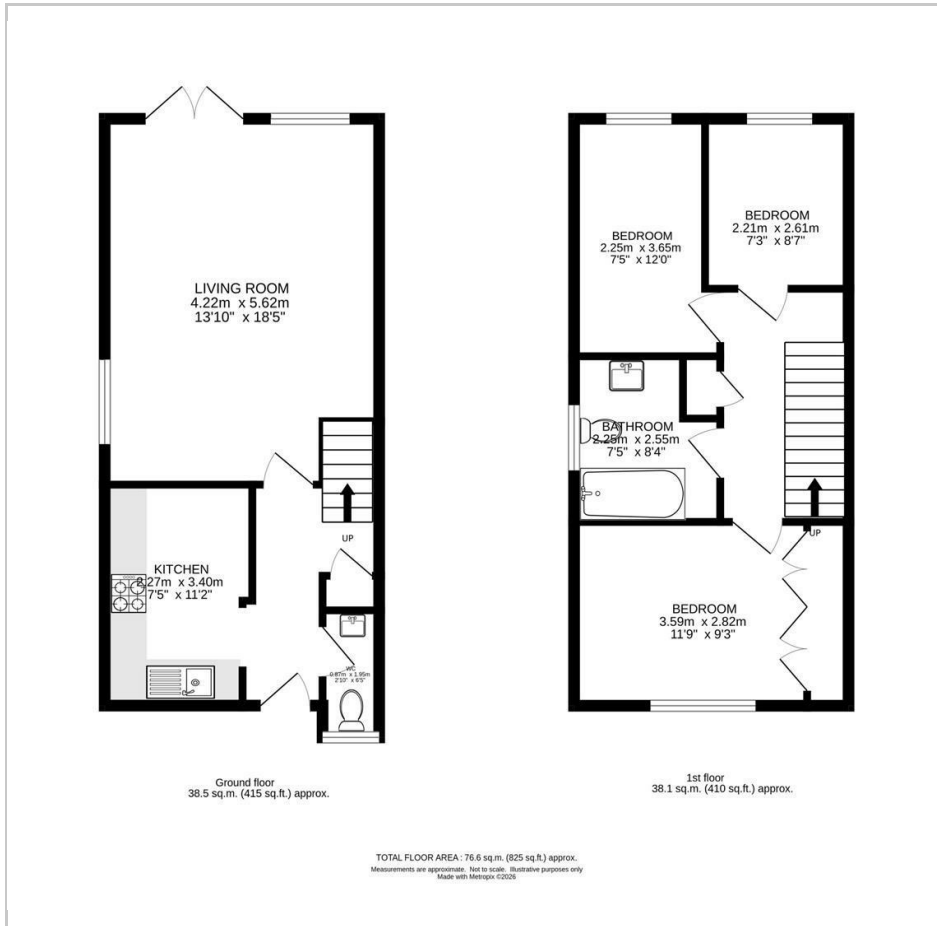 LIVING ROOM
4.22m x 5.62m
13'10" x 18'5"
UP
KITCHEN
2.27m x 3.40m
7'5" x 11'2"
WC
0.87m x 1.95m
2'10" x 6'5"
Ground floor
38.5 sq.m. (415 sq.ft.) approx.
BEDROOM
2.25m x 3.65m
7'5" x 12'0"
BEDROOM
2.21m x 2.61m
7'3" x 8'7"
BATHROOM
2.25m x 2.55m
7'5" x 8'4"
UP
BEDROOM
3.59m x 2.82m
11'9" x 9'3"
1st floor
38.1 sq.m. (410 sq.ft.) approx.
TOTAL FLOOR AREA : 76.6 sq.m. (825 sq.ft.) approx.
Measurements are approximate. Not to scale. Illustrative purposes only
Made with Metropix ©2026